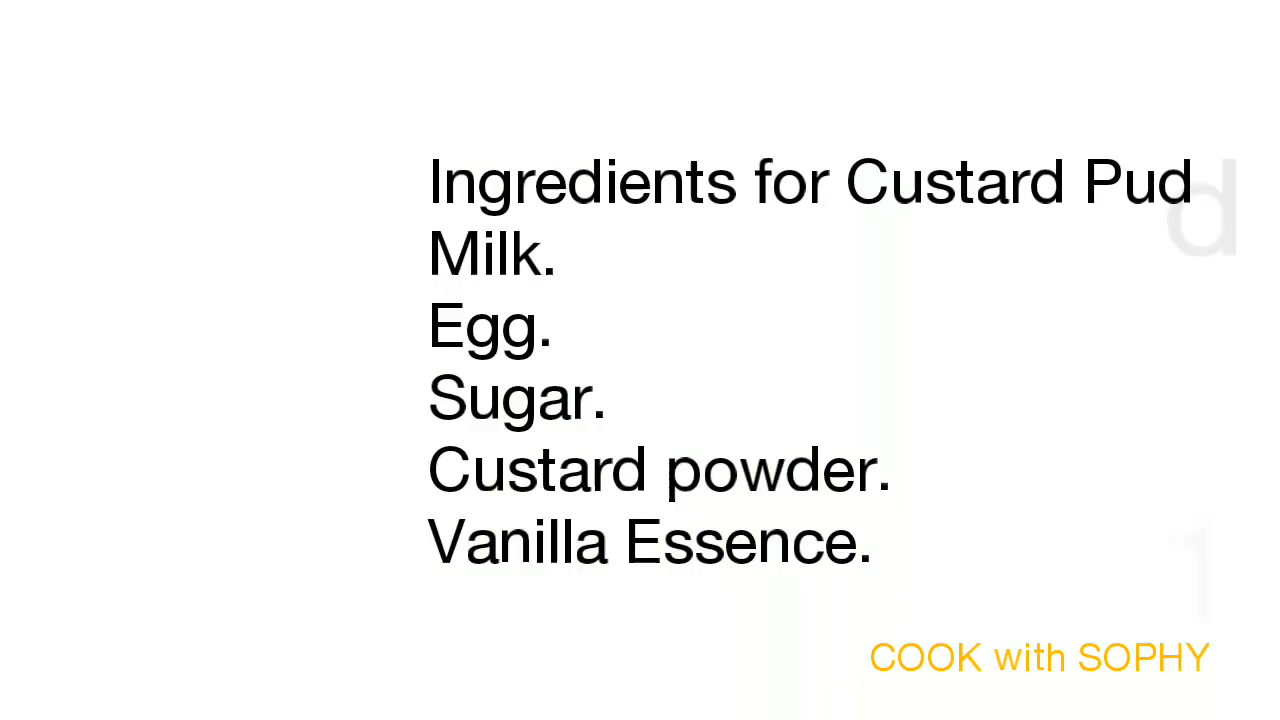 Ingredients for Custard Pud
Milk.
Egg.
Sugar.
Custard powder.
Vanilla Essence.
COOK with SOPHY